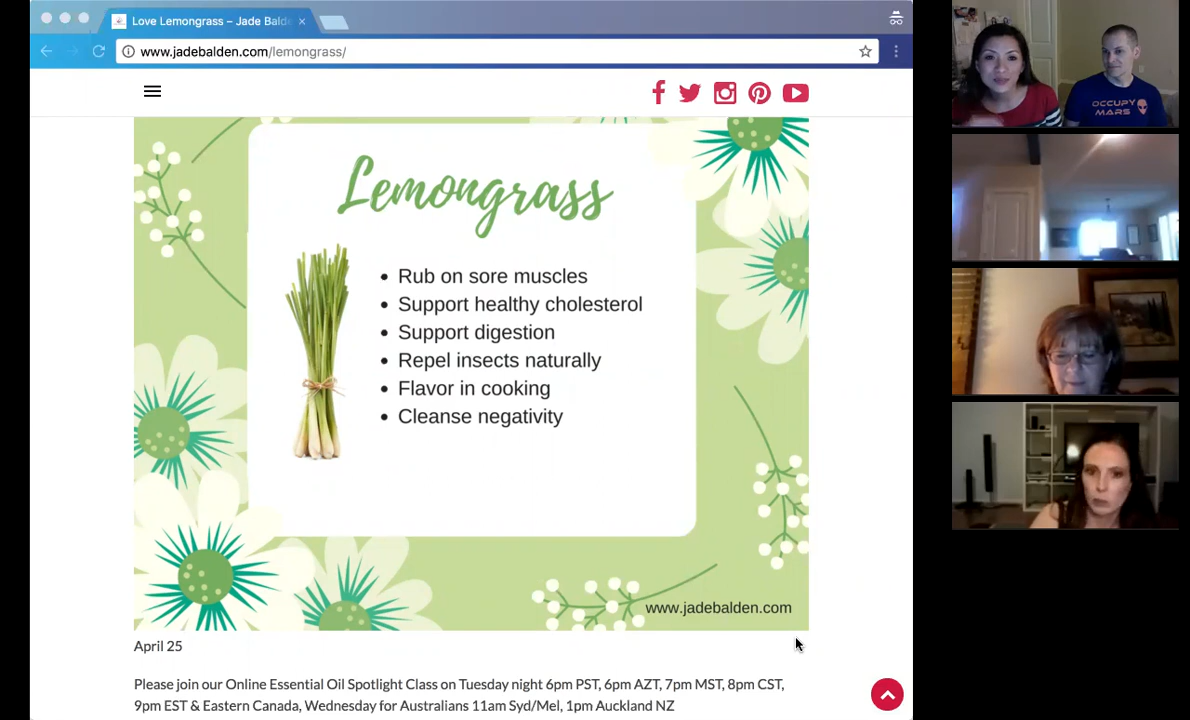 Love Lemongrass – Jade Balde
www.jadebalden.com/lemongrass/
Lemongrass
Rub on sore muscles
Support healthy cholesterol
Support digestion
Repel insects naturally
Flavor in cooking
Cleanse negativity
www.jadebalden.com
April 25
Please join our Online Essential Oil Spotlight Class on Tuesday night 6pm PST, 6pm AZT, 7pm MST, 8pm CST,
9pm EST & Eastern Canada, Wednesday for Australians 11am Syd/Mel, 1pm Auckland NZ
OCCUPY
MARS